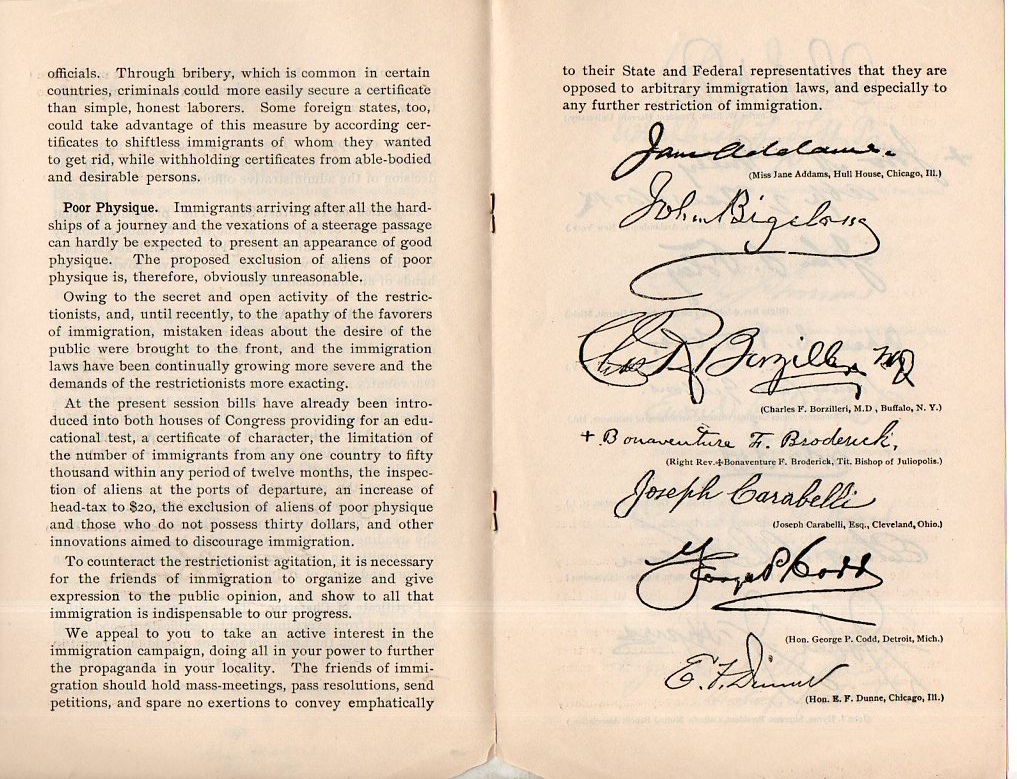 officials. Through bribery, which is common in certain
countries, criminals could more easily secure a certificate
than simple, honest laborers. Some foreign states, too,
could take advantage of this measure by according cer-
tificates to shiftless immigrants of whom they wanted
to get rid, while withholding certificates from able-bodied
and desirable persons.
Poor Physique. Immigrants arriving after all the hard-
ships of a journey and the vexations of a steerage passage
can hardly be expected to present an appearance of good
physique. The proposed exclusion of aliens of poor
physique is, therefore, obviously unreasonable.
Owing to the secret and open activity of the restric-
tionists, and, until recently, to the apathy of the favorers
of immigration, mistaken ideas about the desire of the
public were brought to the front, and the immigration
laws have been continually growing more severe and the
demands of the restrictionists more exacting.
At the present session bills have already been intro-
duced into both houses of Congress providing for an edu-
cational test, a certificate of character, the limitation of
the number of immigrants from any one country to fifty
thousand within any period of twelve months, the inspec-
tion of aliens at the ports of departure, an increase of
head-tax to $20, the exclusion of aliens of poor physique
and those who do not possess thirty dollars, and other
innovations aimed to discourage immigration.
To counteract the restrictionist agitation, it is necessary
for the friends of immigration to organize and give
expression to the public opinion, and show to all that
immigration is indispensable to our progress.
We appeal to you to take an active interest in the
immigration campaign, doing all in your power to further
the propaganda in your locality. The friends of immi-
gration should hold mass-meetings, pass resolutions, send
petitions, and spare no exertions to convey emphatically
to their State and Federal representatives that they are
opposed to arbitrary immigration laws, and especially to
any further restriction of immigration.
Jane Addams.
(Miss Jane Addams, Hull House, Chicago, Ill.)
John Bigelow
Chas R. Borzilleri MD
(Charles F. Borzilleri, M.D , Buffalo, N. Y.)
+ Bonaventure F. Broderick,
(Right Rev.+Bonaventure F. Broderick, Tit. Bishop of Juliopolis.)
Joseph Carabelli
(Joseph Carabelli, Esq., Cleveland, Ohio.)
George P. Codd
(Hon. George P. Codd, Detroit, Mich.)
E. F. Dunne
(Hon. E. F. Dunne, Chicago, Ill.)